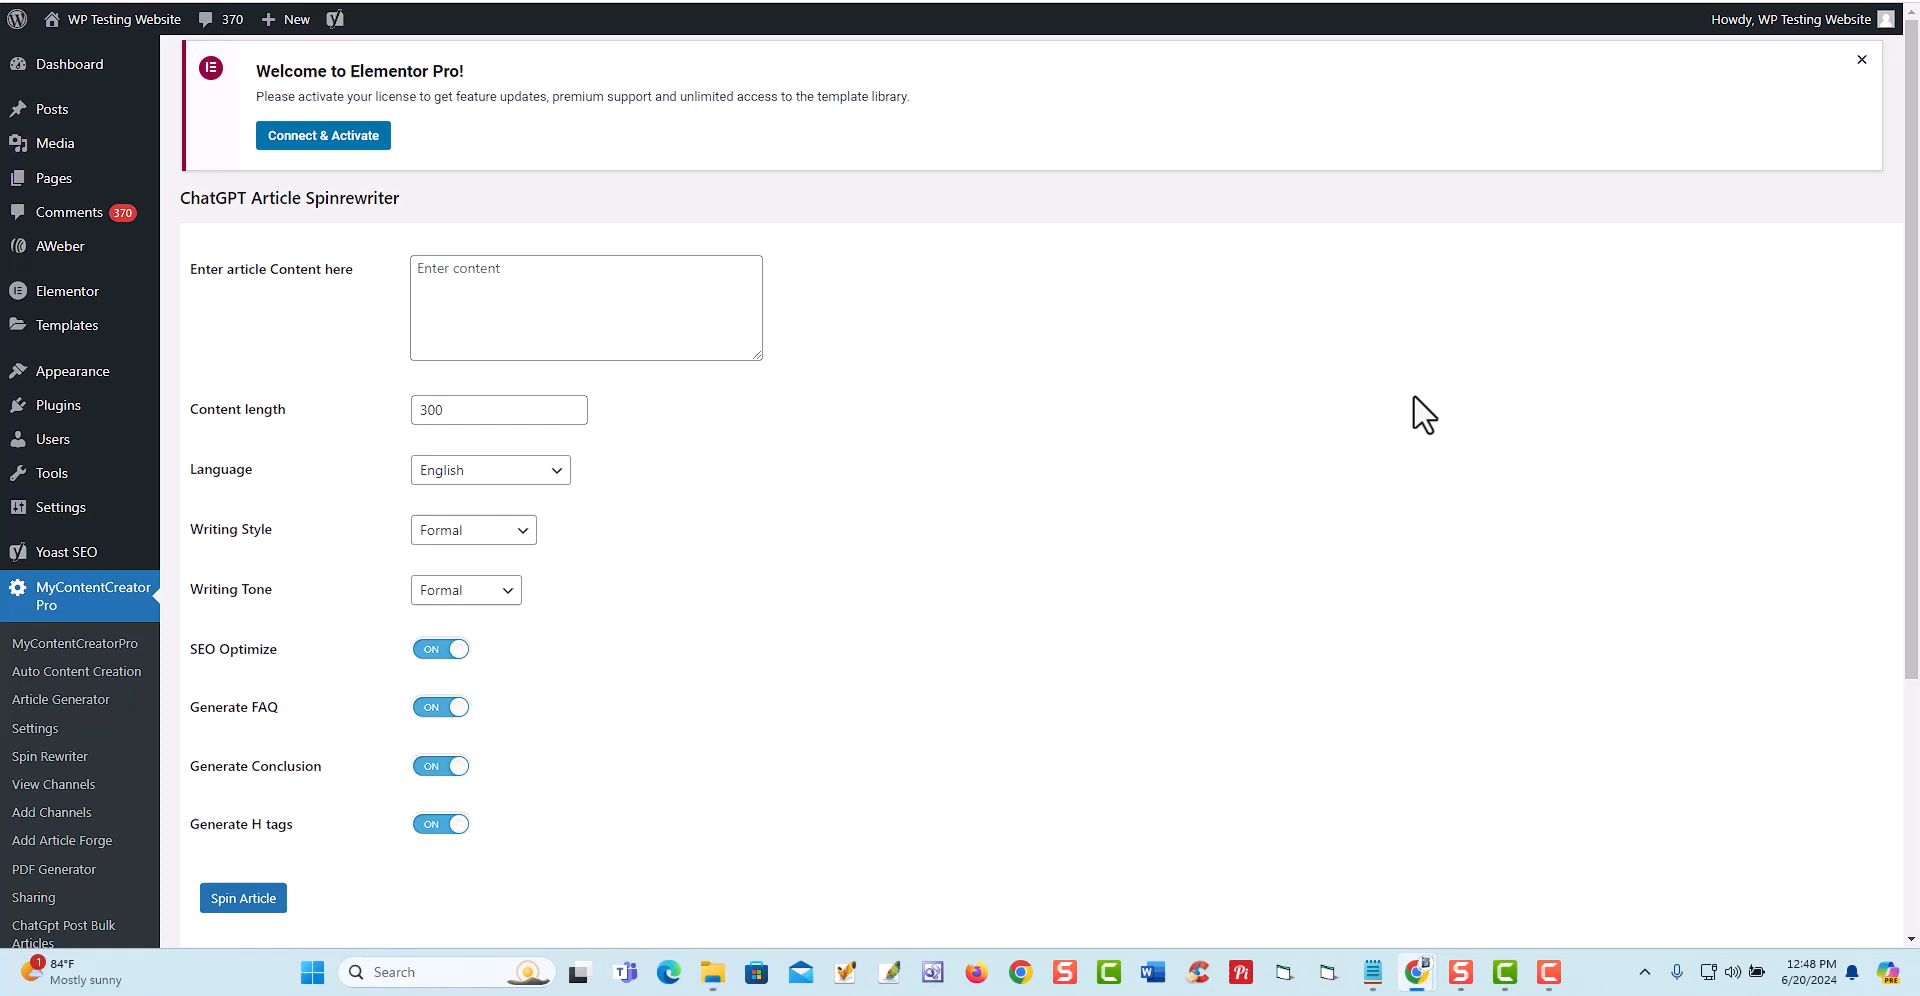 WP Testing Website
370
New
Howdy, WP Testing Website
Dashboard
Posts
Media
Pages
Comments 370
AWeber
Elementor
Templates
Appearance
Plugins
Users
Tools
Settings
Yoast SEO
MyContentCreator
Pro
MyContentCreatorPro
Auto Content Creation
Article Generator
Settings
Spin Rewriter
View Channels
Add Channels
Add Article Forge
PDF Generator
Sharing
ChatGpt Post Bulk
Articles
Welcome to Elementor Pro!
Please activate your license to get feature updates, premium support and unlimited access to the template library.
Connect & Activate
ChatGPT Article Spinrewriter
Enter article Content here
Enter content
Content length
300
Language
English
Writing Style
Formal
Writing Tone
Formal
SEO Optimize
ON
Generate FAQ
ON
Generate Conclusion
ON
Generate H tags
ON
Spin Article
1
84°F
Mostly sunny
Search
Pi
12:48 PM
6/20/2024
PRE